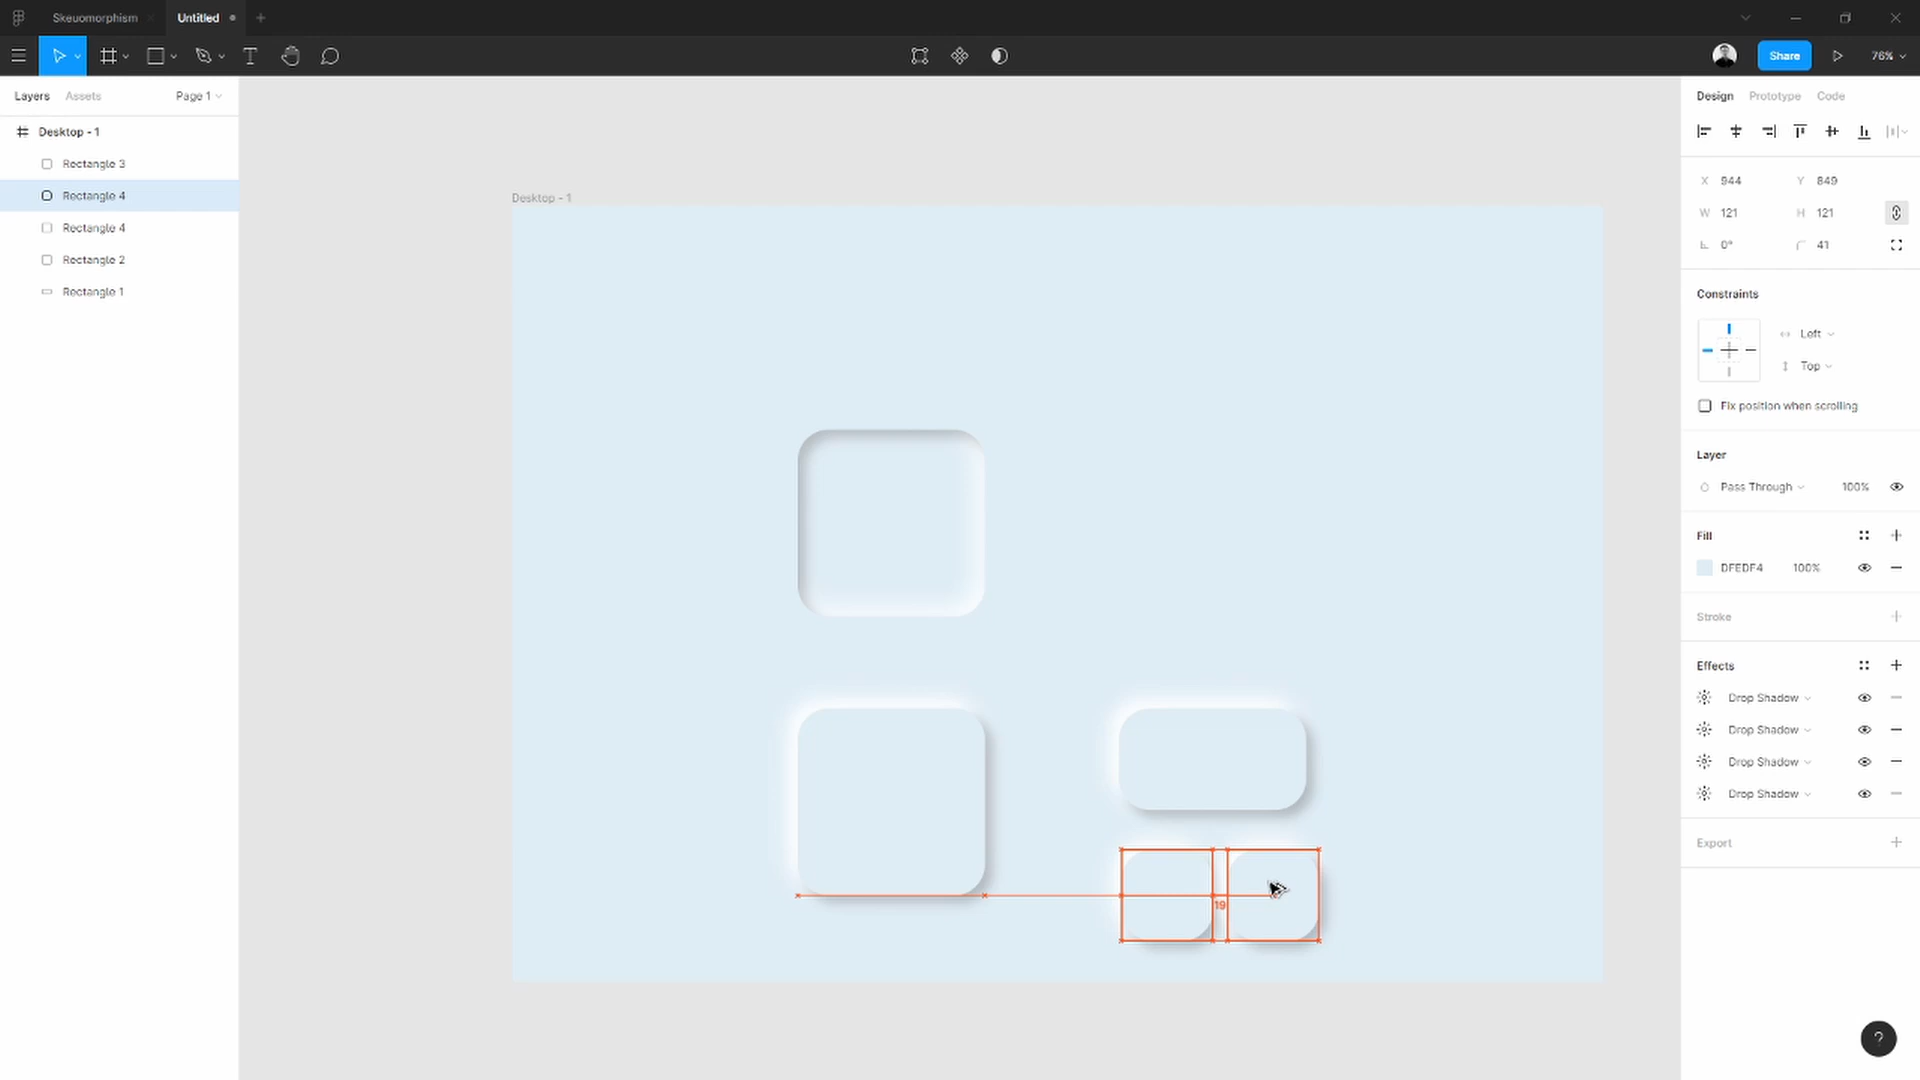 Skeuomorphism
Untitled
Share
76%
Layers
Assets
Page 1
Desktop - 1
Rectangle 3
Rectangle 4
Rectangle 4
Rectangle 2
Rectangle 1
Desktop - 1
19
Design
Prototype
Code
X 944
Y 849
W 121
H 121
0°
41
Constraints
Left
Top
Fix position when scrolling
Layer
Pass Through
100%
Fill
DFEDF4
100%
Stroke
Effects
Drop Shadow
Drop Shadow
Drop Shadow
Drop Shadow
Export
?